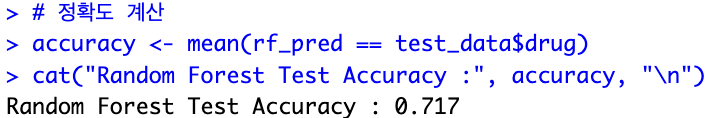 > # 정확도 계산
> accuracy <- mean(rf_pred == test_data$drug)
> cat("Random Forest Test Accuracy :", accuracy, "\n")
Random Forest Test Accuracy : 0.717